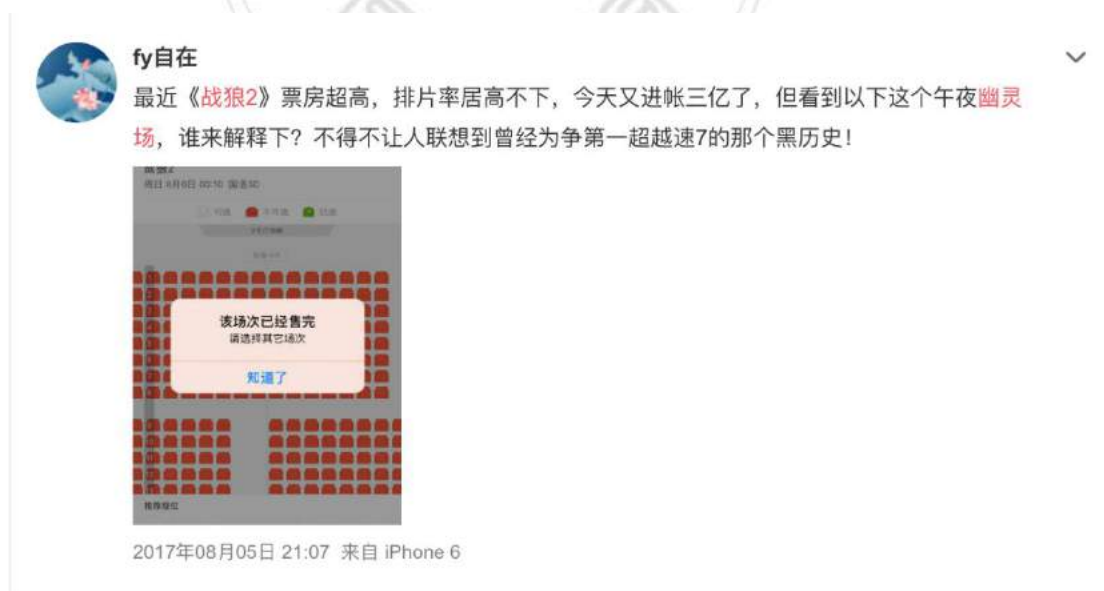 fy自在
最近《战狼2》票房超高，排片率居高不下，今天又进帐三亿了，但看到以下这个午夜幽灵
场，谁来解释下？不得不让人联想到曾经为争第一超越速7的那个黑历史！
战狼2
该场次已经售完
请选择其它场次
知道了
2017年08月05日 21:07 来自 iPhone 6